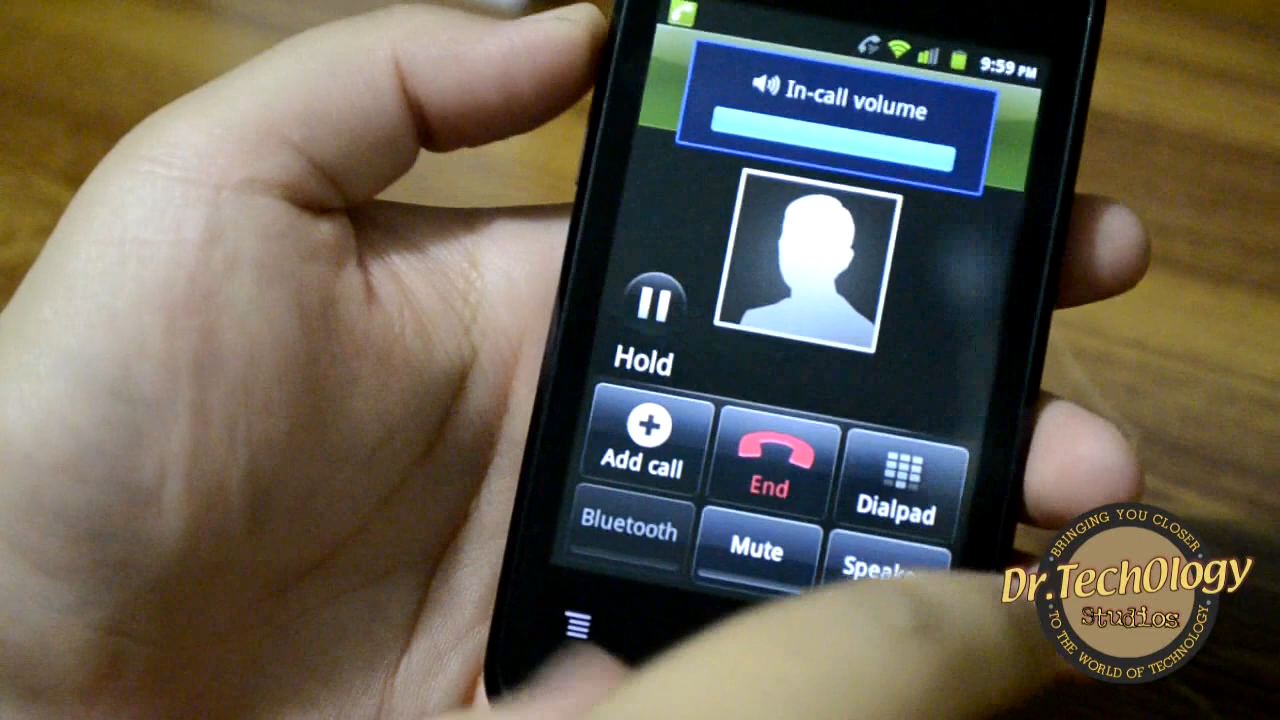 9:59 PM
In-call volume
Hold
Add call
End
Dialpad
Bluetooth
Mute
BRINGING YOU CLOSER
Dr.TechOlogy
Studios
TO THE WORLD OF TECHNOLOGY